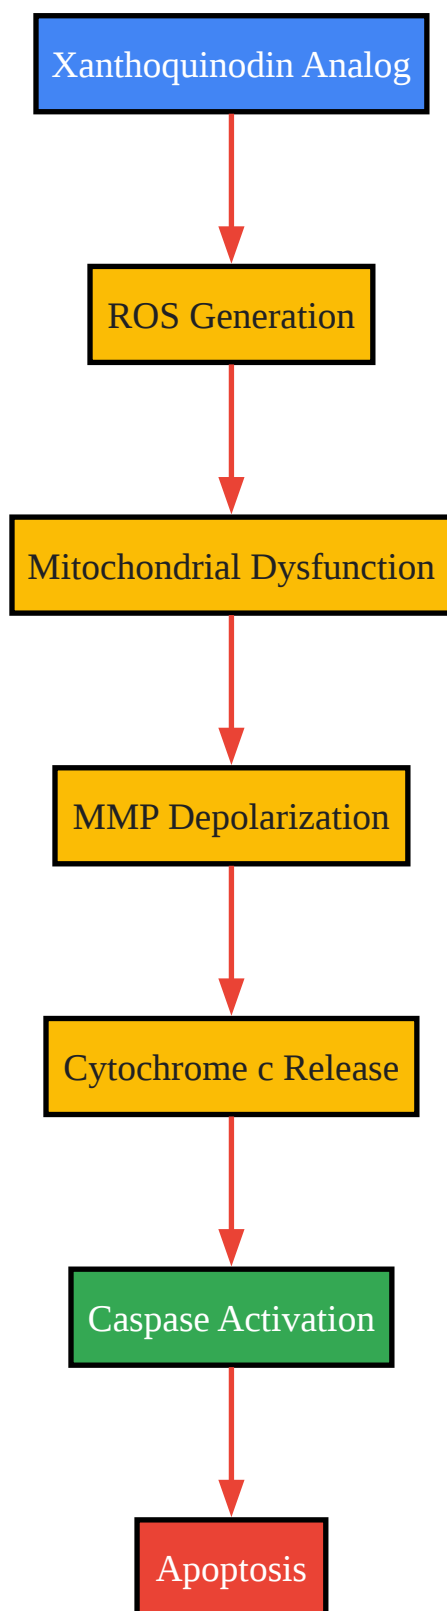 Xanthoquinodin Analog
ROS Generation
Mitochondrial Dysfunction
MMP Depolarization
Cytochrome c Release
Caspase Activation
Apoptosis